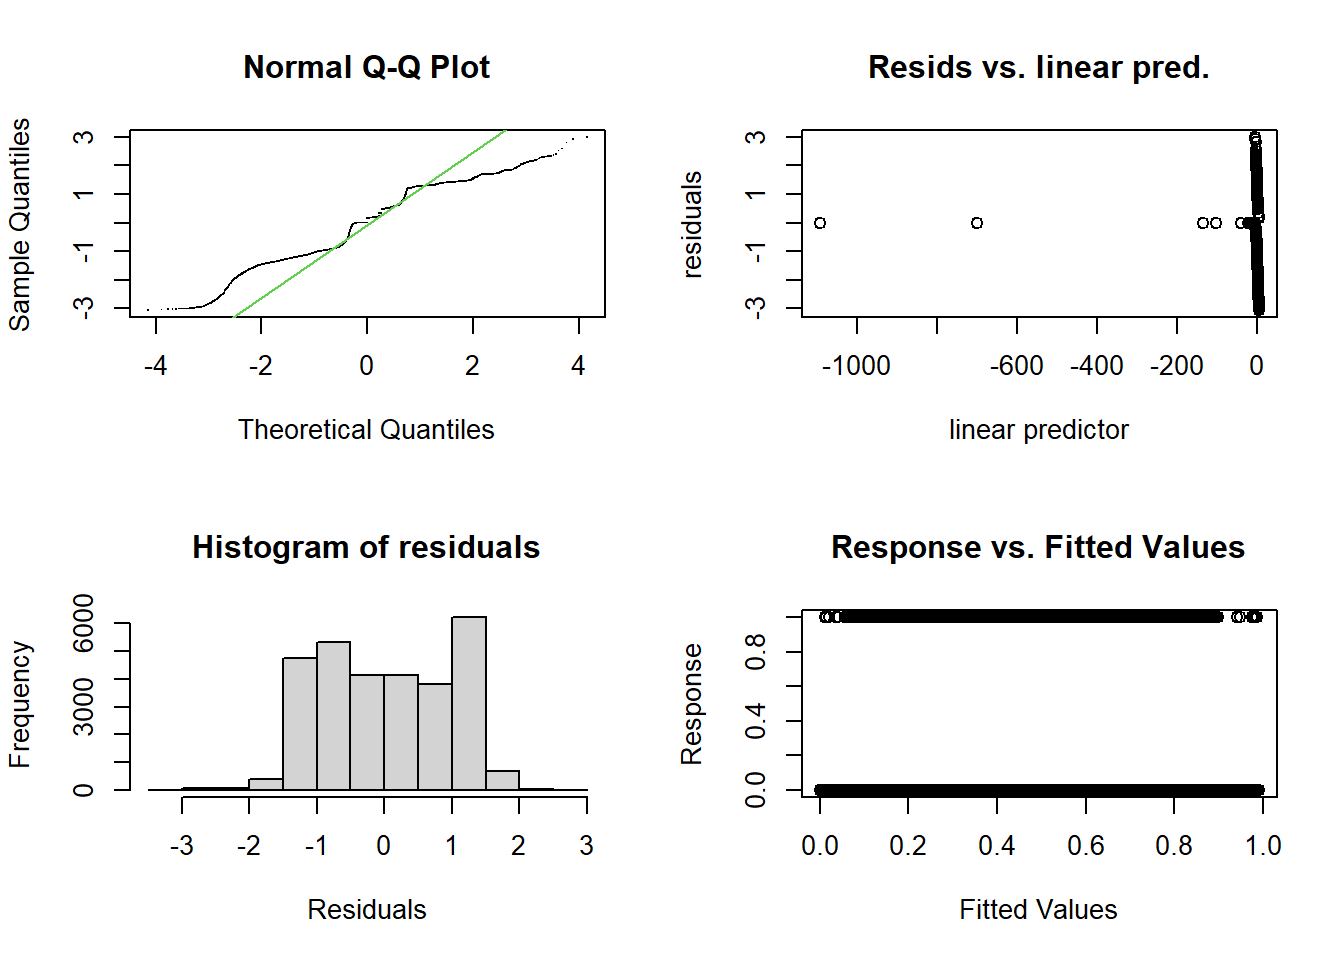 Normal Q-Q Plot
Sample Quantiles
3
1
-1
-3
-4 -2 0 2 4
Theoretical Quantiles
Resids vs. linear pred.
residuals
3
1
-1
-3
-1000 -600 -400 -200 0
linear predictor
Histogram of residuals
Frequency
6000
3000
0
-3 -2 -1 0 1 2 3
Residuals
Response vs. Fitted Values
Response
0.8
0.4
0.0
0.0 0.2 0.4 0.6 0.8 1.0
Fitted Values